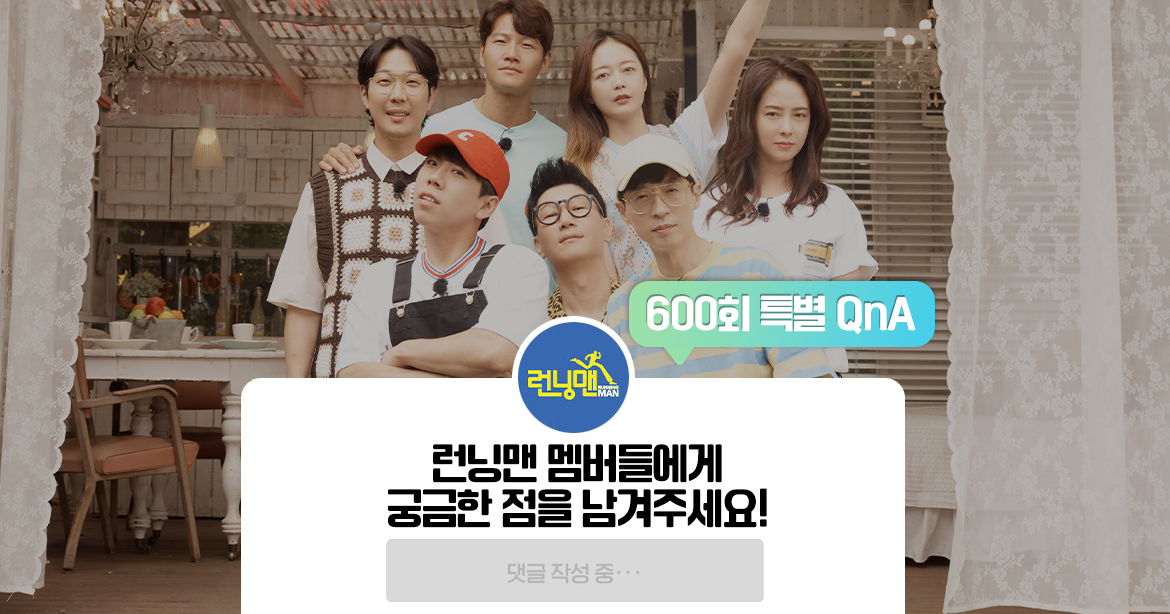 600회 특별 QnA
런닝맨
RUNNING
MAN
런닝맨 멤버들에게
궁금한 점을 남겨주세요!
댓글 작성 중···
C